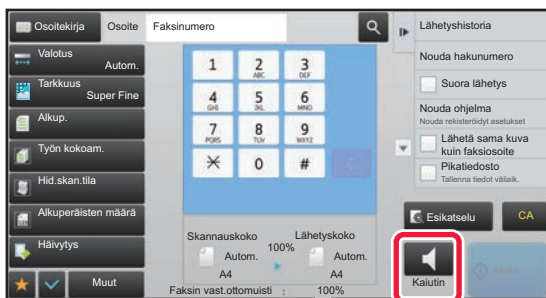 Osoitekirja
Osoite
Faksinumero
Valotus
Autom.
Tarkkuus
Super Fine
Alkup.
Työn kokoam.
Hid.skan.tila
Alkuperäisten määrä
Häivytys
Muut
1
2
ABC
3
DEF
4
GHI
5
JKL
6
MNO
7
PQRS
8
TUV
9
WXYZ
0
#
C
Skannauskoko
100%
Lähetyskoko
Autom.
A4
Autom.
A4
Faksin vast.ottomuisti : 100%
Lähetyshistoria
Nouda hakunumero
Suora lähetys
Nouda ohjelma
Nouda rekisteröidyt asetukset
Lähetä sama kuva
kuin faksiosoite
Pikatiedosto
Tallenna tiedot väliaik.
Esikatselu
CA
Kaiutin